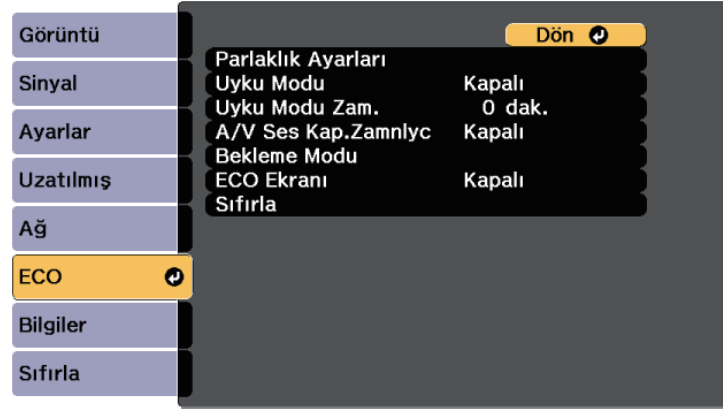 Görüntü
Sinyal
Ayarlar
Uzatılmış
Ağ
ECO
Bilgiler
Sıfırla
Dön
Parlaklık Ayarları
Uyku Modu Kapalı
Uyku Modu Zam. 0 dak.
A/V Ses Kap.Zamnlyc Kapalı
Bekleme Modu
ECO Ekranı Kapalı
Sıfırla